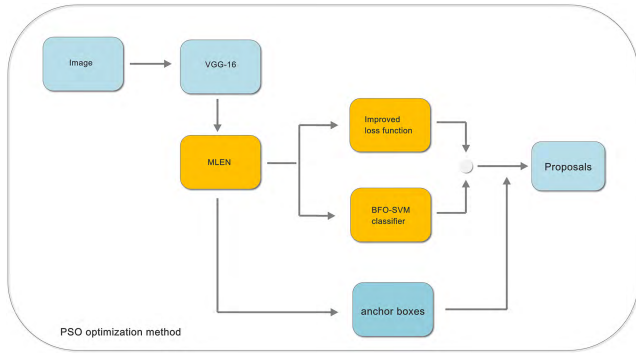 Image
VGG-16
MLEN
Improved
loss function
BFO-SVM
classifier
Proposals
anchor boxes
PSO optimization method